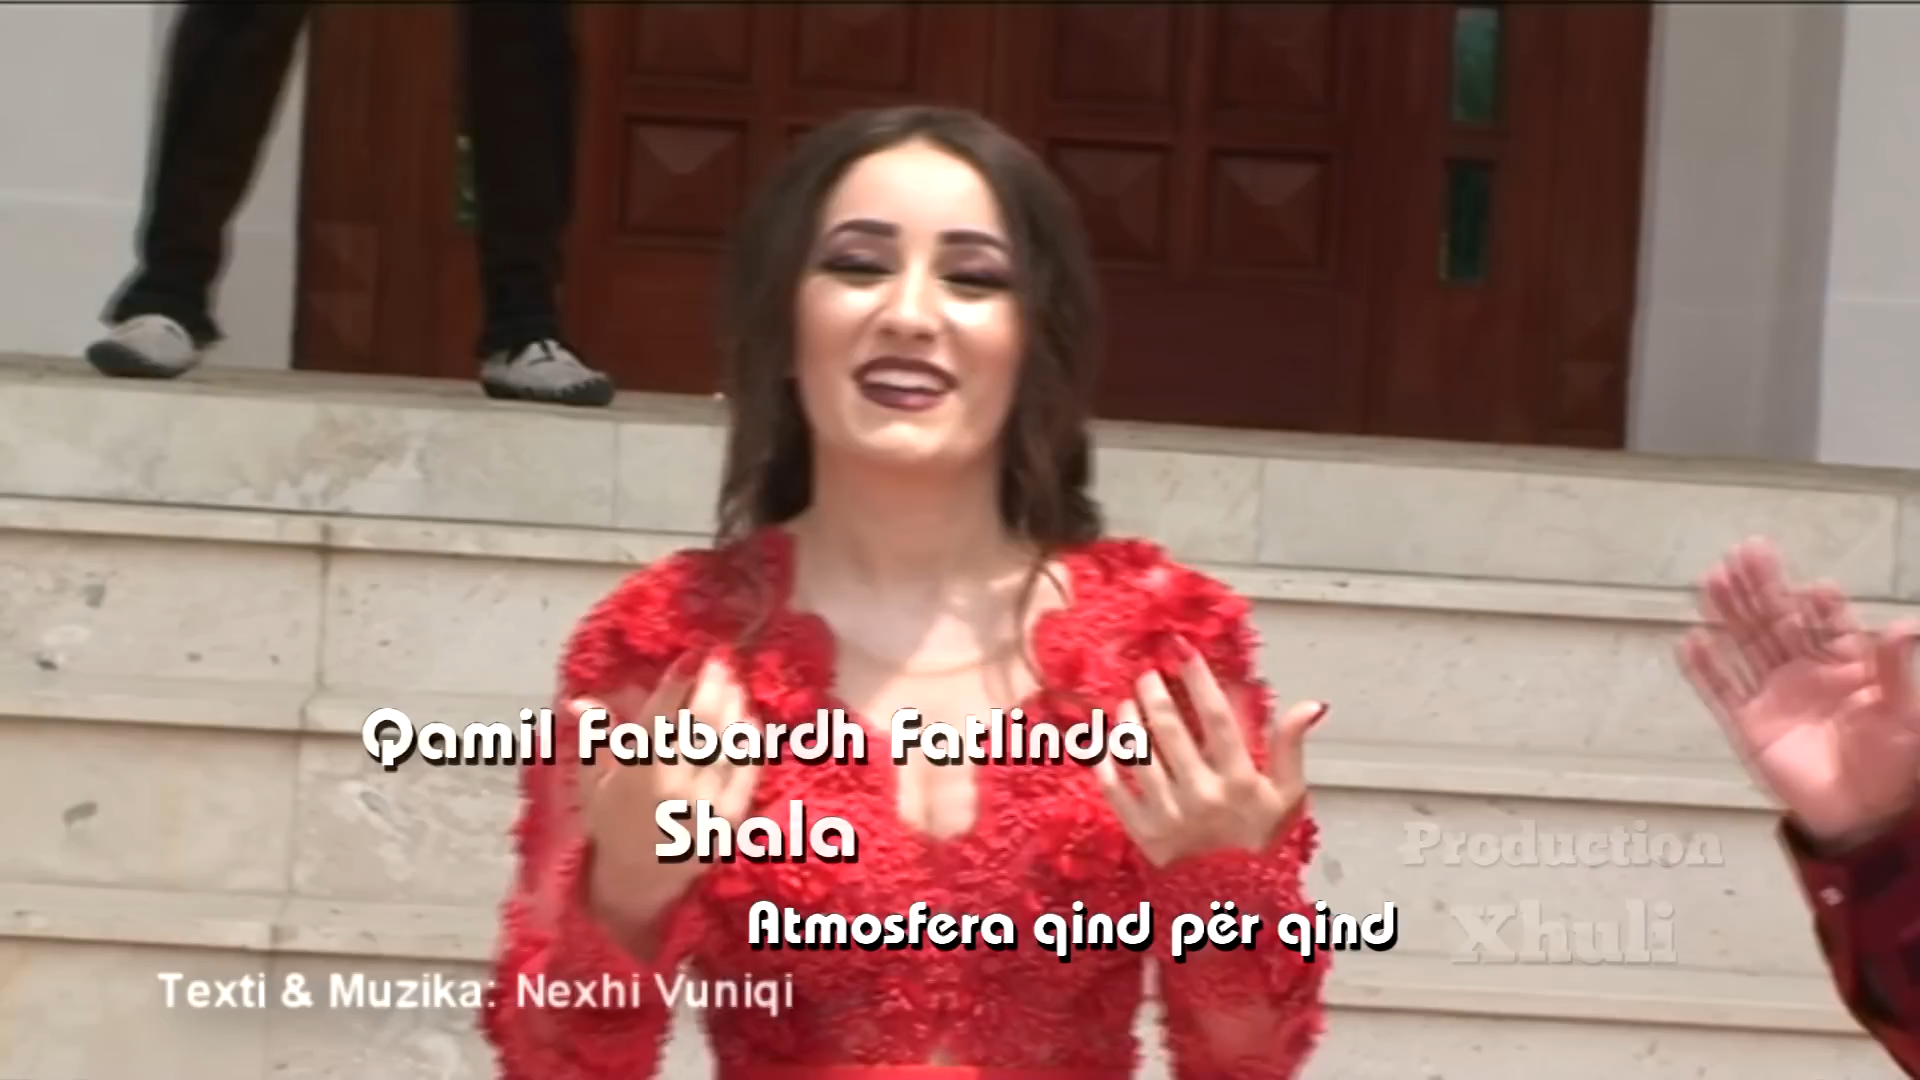 Qamil Fatbardh Fatlinda
Shala
Atmosfera qind për qind
Texti & Muzika: Nexhi Vuniqi
Production
Xhuli